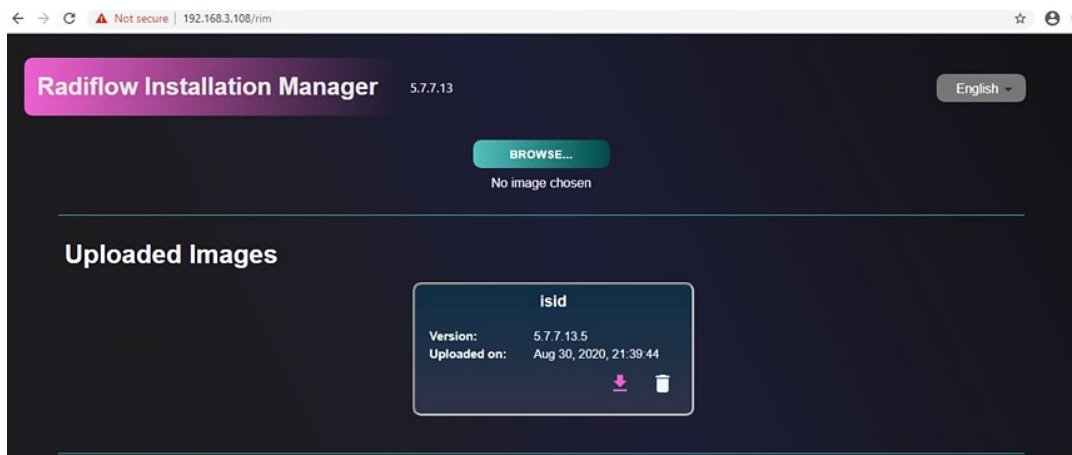 Not secure | 192.168.3.108/rim
Radiflow Installation Manager 5.7.7.13 English
BROWSE...
No image chosen
Uploaded Images
isid
Version: 5.7.7.13.5
Uploaded on: Aug 30, 2020, 21:39:44